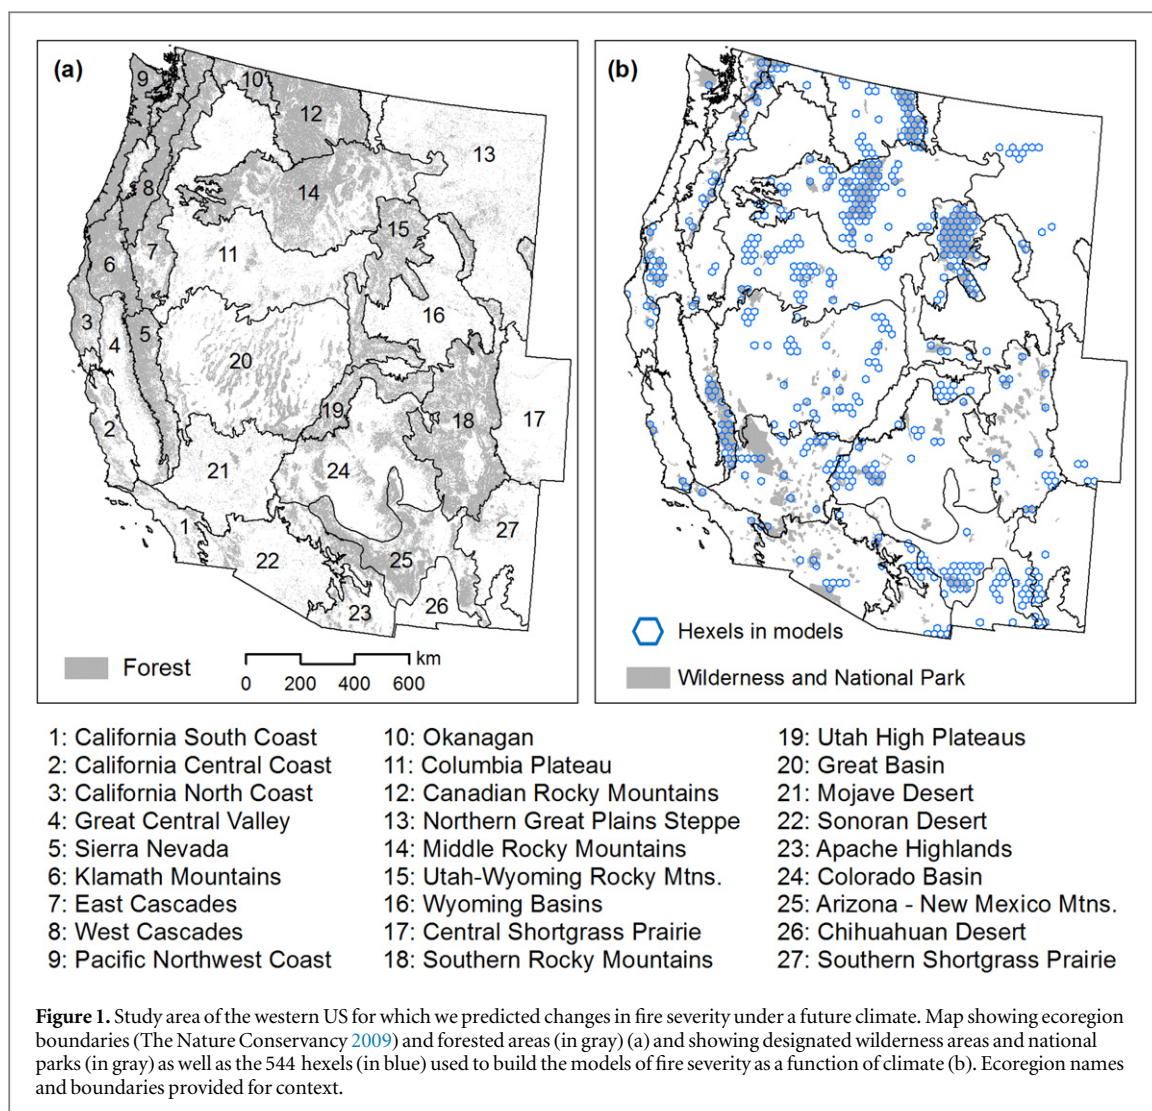 (a)
9
10
12
13
8
14
7
15
11
6
3
5
16
4
20
19
18
17
2
21
24
1
27
22
25
26
23
Forest
km
0 200 400 600
(b)
Hexels in models
Wilderness and National Park
1: California South Coast
2: California Central Coast
3: California North Coast
4: Great Central Valley
5: Sierra Nevada
6: Klamath Mountains
7: East Cascades
8: West Cascades
9: Pacific Northwest Coast
10: Okanagan
11: Columbia Plateau
12: Canadian Rocky Mountains
13: Northern Great Plains Steppe
14: Middle Rocky Mountains
15: Utah-Wyoming Rocky Mtns.
16: Wyoming Basins
17: Central Shortgrass Prairie
18: Southern Rocky Mountains
19: Utah High Plateaus
20: Great Basin
21: Mojave Desert
22: Sonoran Desert
23: Apache Highlands
24: Colorado Basin
25: Arizona - New Mexico Mtns.
26: Chihuahuan Desert
27: Southern Shortgrass Prairie
Figure 1. Study area of the western US for which we predicted changes in fire severity under a future climate. Map showing ecoregion
boundaries (The Nature Conservancy 2009) and forested areas (in gray) (a) and showing designated wilderness areas and national
parks (in gray) as well as the 544 hexels (in blue) used to build the models of fire severity as a function of climate (b). Ecoregion names
and boundaries provided for context.